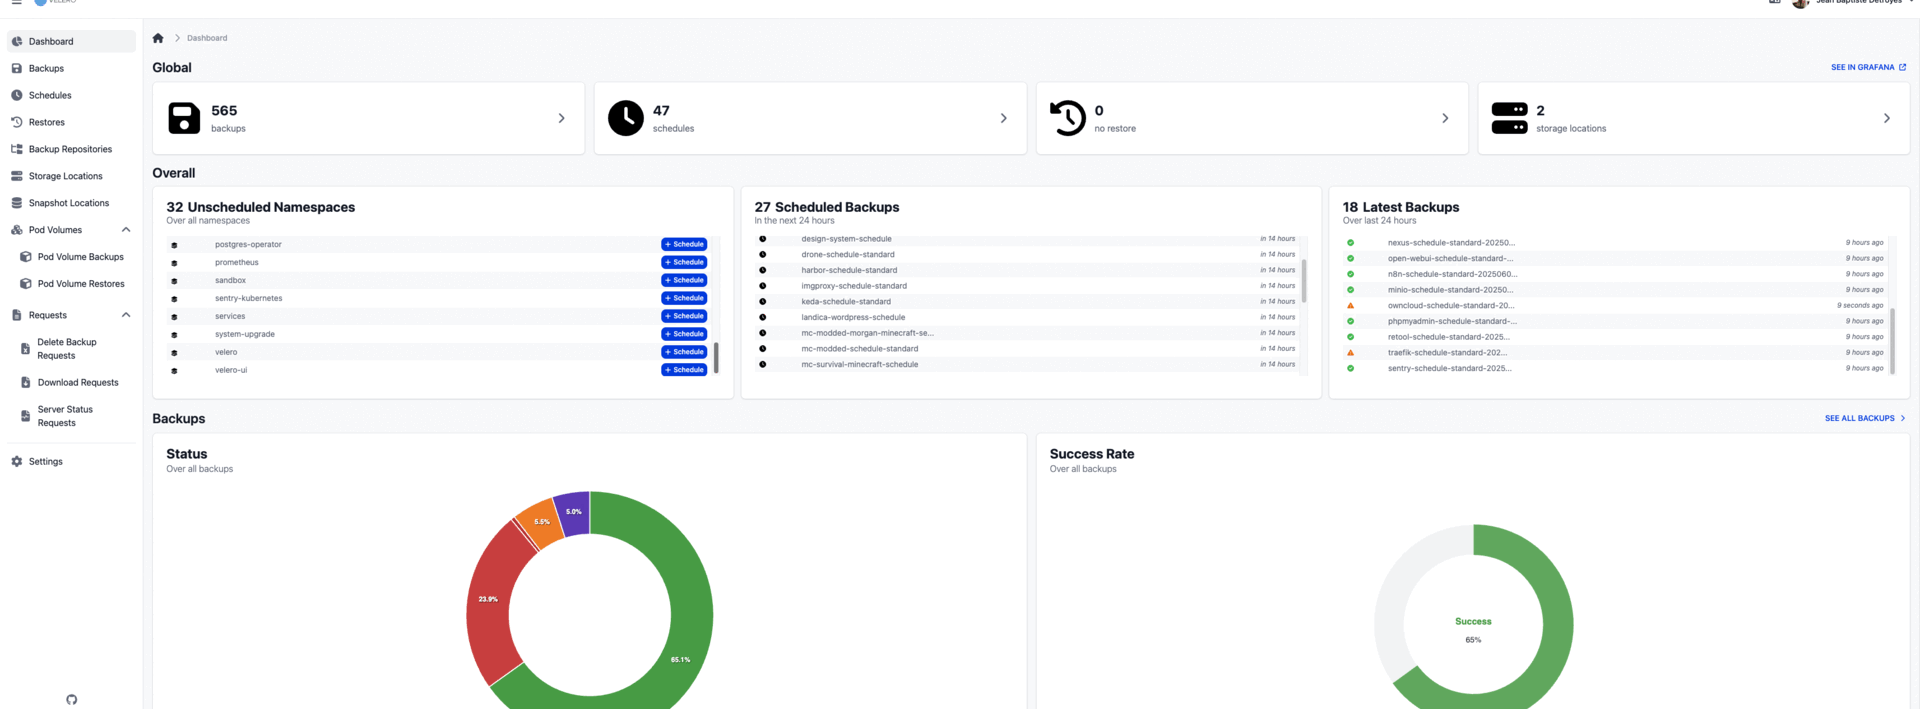 VELERO
Jean Baptiste Detroyes
Dashboard
Backups
Schedules
Restores
Backup Repositories
Storage Locations
Snapshot Locations
Pod Volumes
Pod Volume Backups
Pod Volume Restores
Requests
Delete Backup
Requests
Download Requests
Server Status
Requests
Settings
Dashboard
Global
SEE IN GRAFANA
565
backups
47
schedules
0
no restore
2
storage locations
Overall
32 Unscheduled Namespaces
Over all namespaces
postgres-operator + Schedule
prometheus + Schedule
sandbox + Schedule
sentry-kubernetes + Schedule
services + Schedule
system-upgrade + Schedule
velero + Schedule
velero-ui + Schedule
27 Scheduled Backups
In the next 24 hours
design-system-schedule in 14 hours
drone-schedule-standard in 14 hours
harbor-schedule-standard in 14 hours
imgproxy-schedule-standard in 14 hours
keda-schedule-standard in 14 hours
landica-wordpress-schedule in 14 hours
mc-modded-morgan-minecraft-se... in 14 hours
mc-modded-schedule-standard in 14 hours
mc-survival-minecraft-schedule in 14 hours
18 Latest Backups
Over last 24 hours
nexus-schedule-standard-20250... 9 hours ago
open-webui-schedule-standard-... 9 hours ago
n8n-schedule-standard-2025060... 9 hours ago
minio-schedule-standard-20250... 9 hours ago
owncloud-schedule-standard-20... 9 seconds ago
phpmyadmin-schedule-standard-... 9 hours ago
retool-schedule-standard-2025... 9 hours ago
traefik-schedule-standard-202... 9 hours ago
sentry-schedule-standard-2025... 9 hours ago
Backups
SEE ALL BACKUPS
Status
Over all backups
5.0%
5.5%
23.9%
65.1%
Success Rate
Over all backups
Success
65%